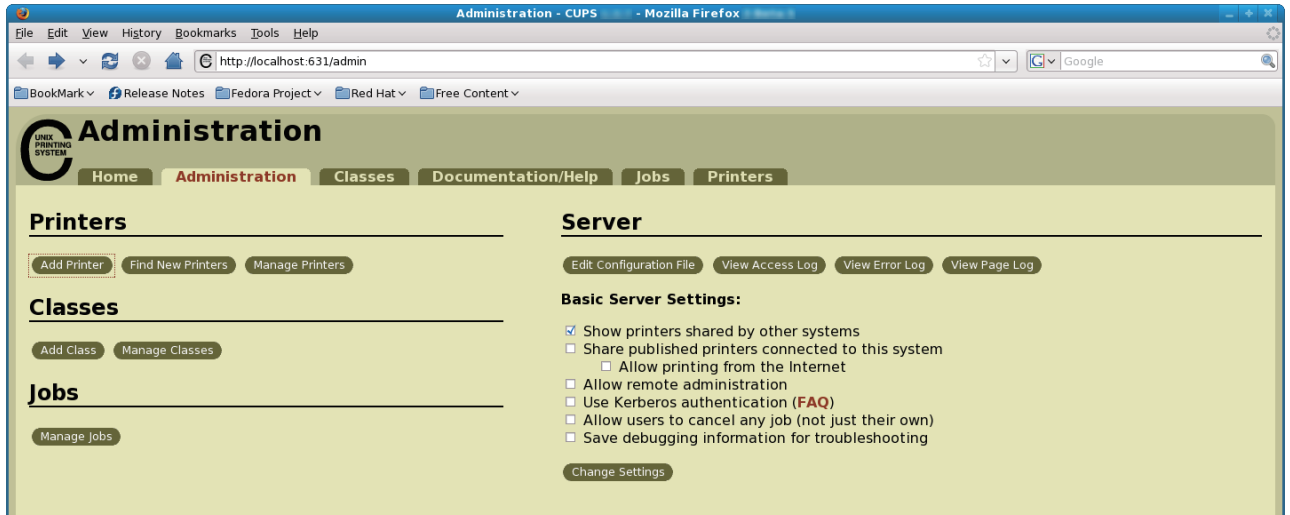 Administration - CUPS - Mozilla Firefox
File Edit View History Bookmarks Tools Help
http://localhost:631/admin
Google
BookMark Release Notes Fedora Project Red Hat Free Content
UNIX
PRINTING
SYSTEM
Administration
Home Administration Classes Documentation/Help Jobs Printers
Printers
Add Printer Find New Printers Manage Printers
Classes
Add Class Manage Classes
Jobs
Manage Jobs
Server
Edit Configuration File View Access Log View Error Log View Page Log
Basic Server Settings:
Show printers shared by other systems
Share published printers connected to this system
Allow printing from the Internet
Allow remote administration
Use Kerberos authentication (FAQ)
Allow users to cancel any job (not just their own)
Save debugging information for troubleshooting
Change Settings